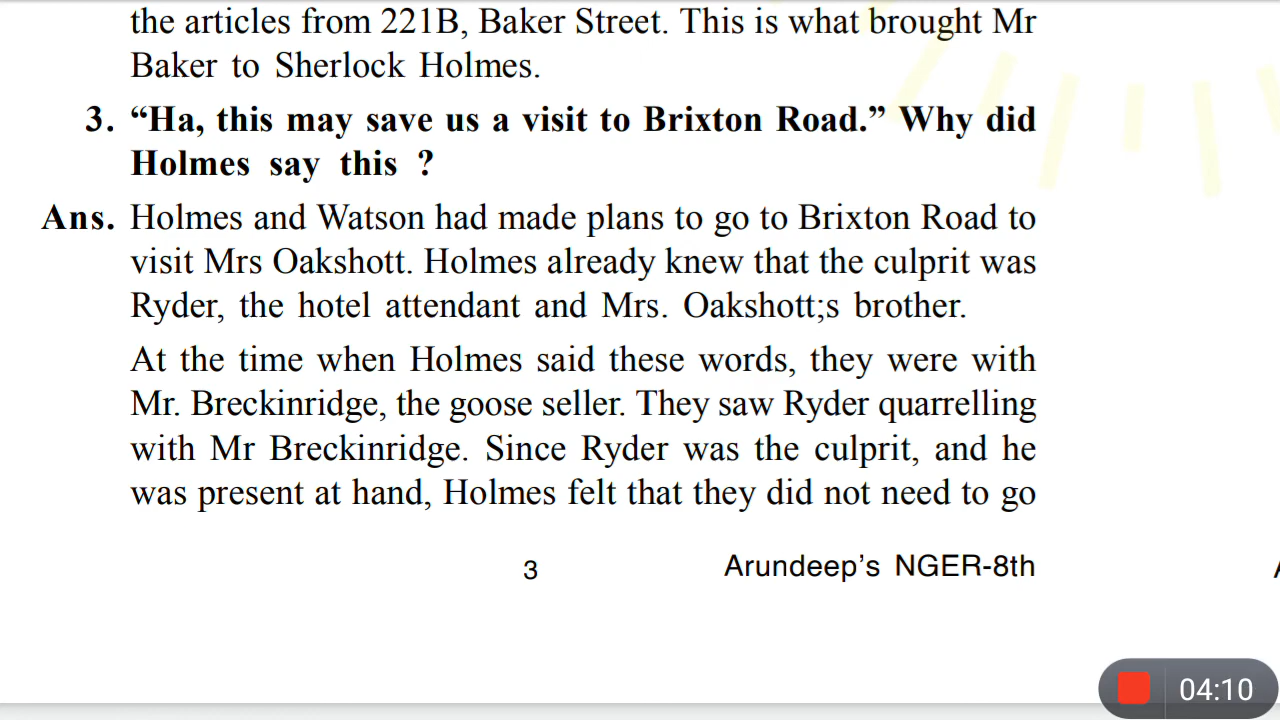 the articles from 221B, Baker Street. This is what brought Mr
Baker to Sherlock Holmes.
3. “Ha, this may save us a visit to Brixton Road.” Why did
Holmes say this ?
Ans. Holmes and Watson had made plans to go to Brixton Road to
visit Mrs Oakshott. Holmes already knew that the culprit was
Ryder, the hotel attendant and Mrs. Oakshott;s brother.
At the time when Holmes said these words, they were with
Mr. Breckinridge, the goose seller. They saw Ryder quarrelling
with Mr Breckinridge. Since Ryder was the culprit, and he
was present at hand, Holmes felt that they did not need to go
3 Arundeep’s NGER-8th
04:10